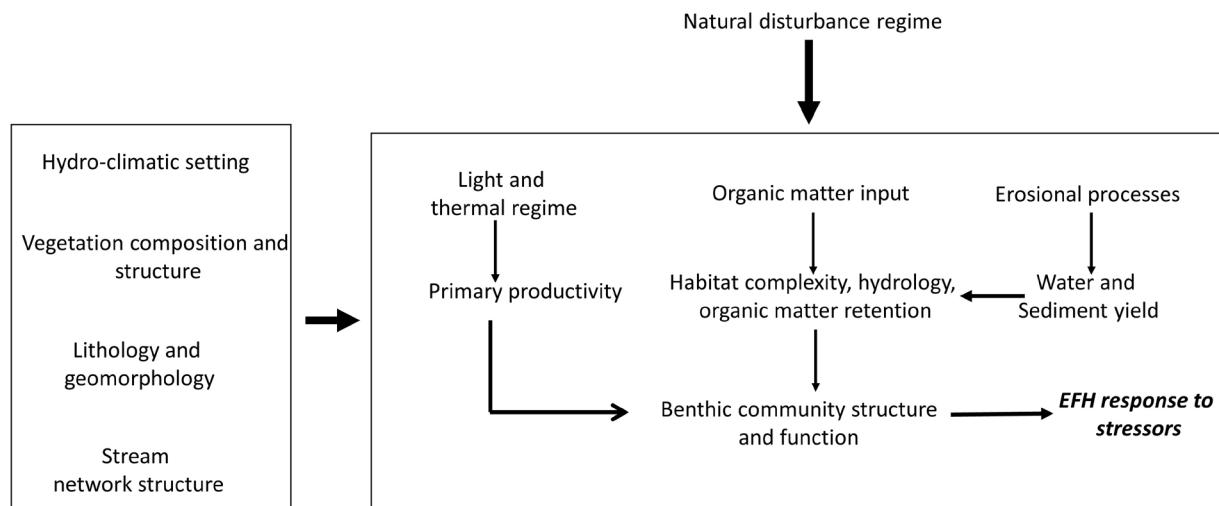 Natural disturbance regime
Hydro-climatic setting
Vegetation composition and
structure
Lithology and
geomorphology
Stream
network structure
Light and
thermal regime
Primary productivity
Organic matter input
Habitat complexity, hydrology,
organic matter retention
Erosional processes
Water and
Sediment yield
Benthic community structure
and function
EFH response to
stressors